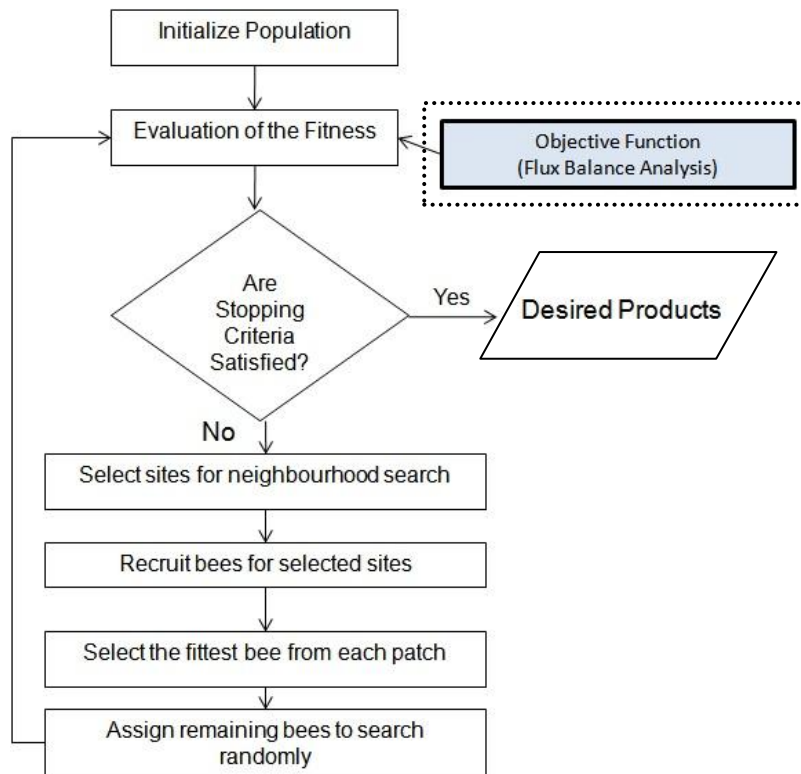 Initialize Population
Evaluation of the Fitness
Objective Function
(Flux Balance Analysis)
Are
Stopping
Criteria
Satisfied?
Yes
Desired Products
No
Select sites for neighbourhood search
Recruit bees for selected sites
Select the fittest bee from each patch
Assign remaining bees to search
randomly